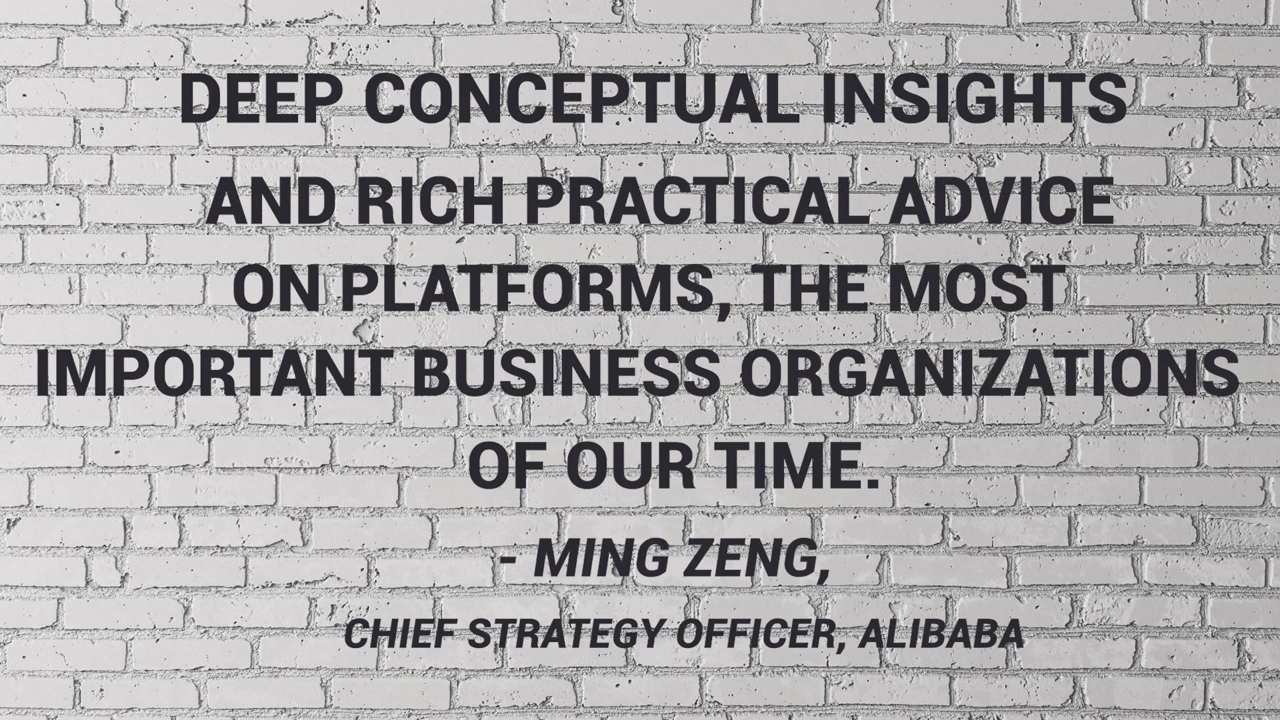 DEEP CONCEPTUAL INSIGHTS
AND RICH PRACTICAL ADVICE
ON PLATFORMS, THE MOST
IMPORTANT BUSINESS ORGANIZATIONS
OF OUR TIME.
- MING ZENG,
CHIEF STRATEGY OFFICER, ALIBABA